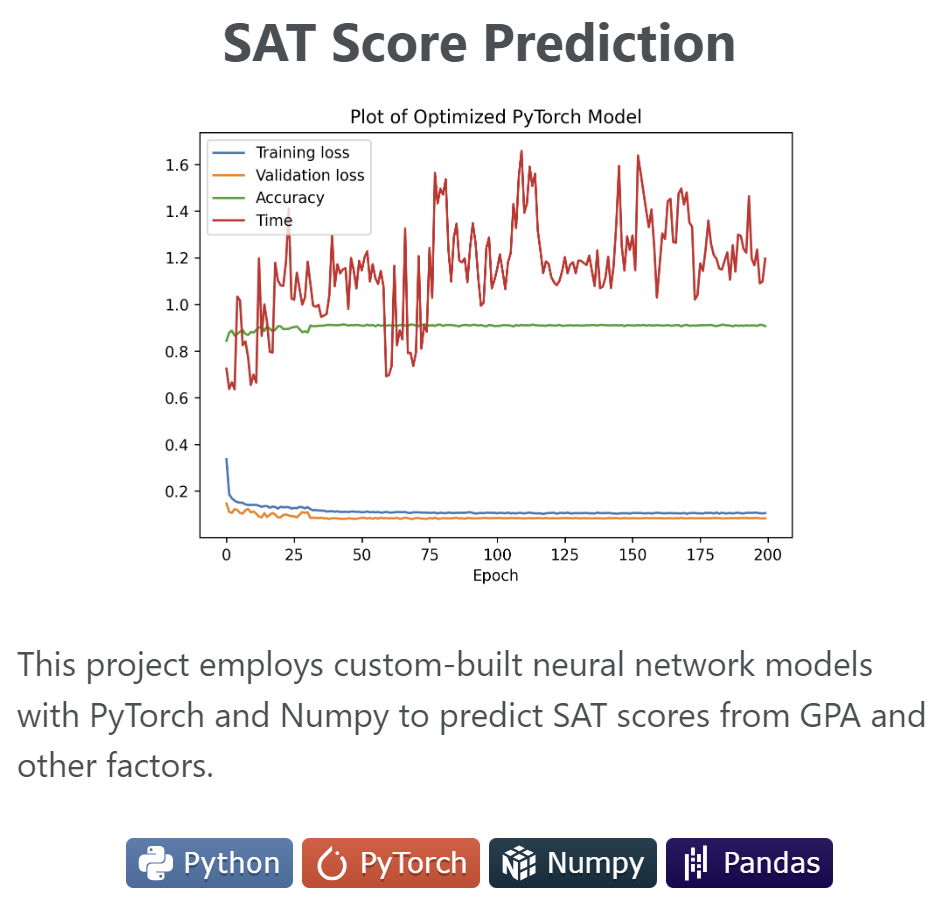 SAT Score Prediction
Plot of Optimized PyTorch Model
Training loss
Validation loss
Accuracy
Time
1.6
1.4
1.2
1.0
0.8
0.6
0.4
0.2
0 25 50 75 100 125 150 175 200
Epoch
This project employs custom-built neural network models
with PyTorch and Numpy to predict SAT scores from GPA and
other factors.
Python PyTorch Numpy Pandas